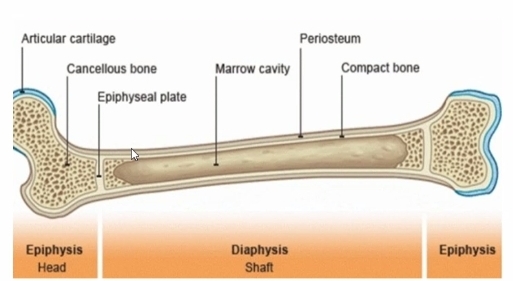 Articular cartilage
Periosteum
Cancellous bone
Marrow cavity
Compact bone
Epiphyseal plate
Epiphysis
Head
Diaphysis
Shaft
Epiphysis